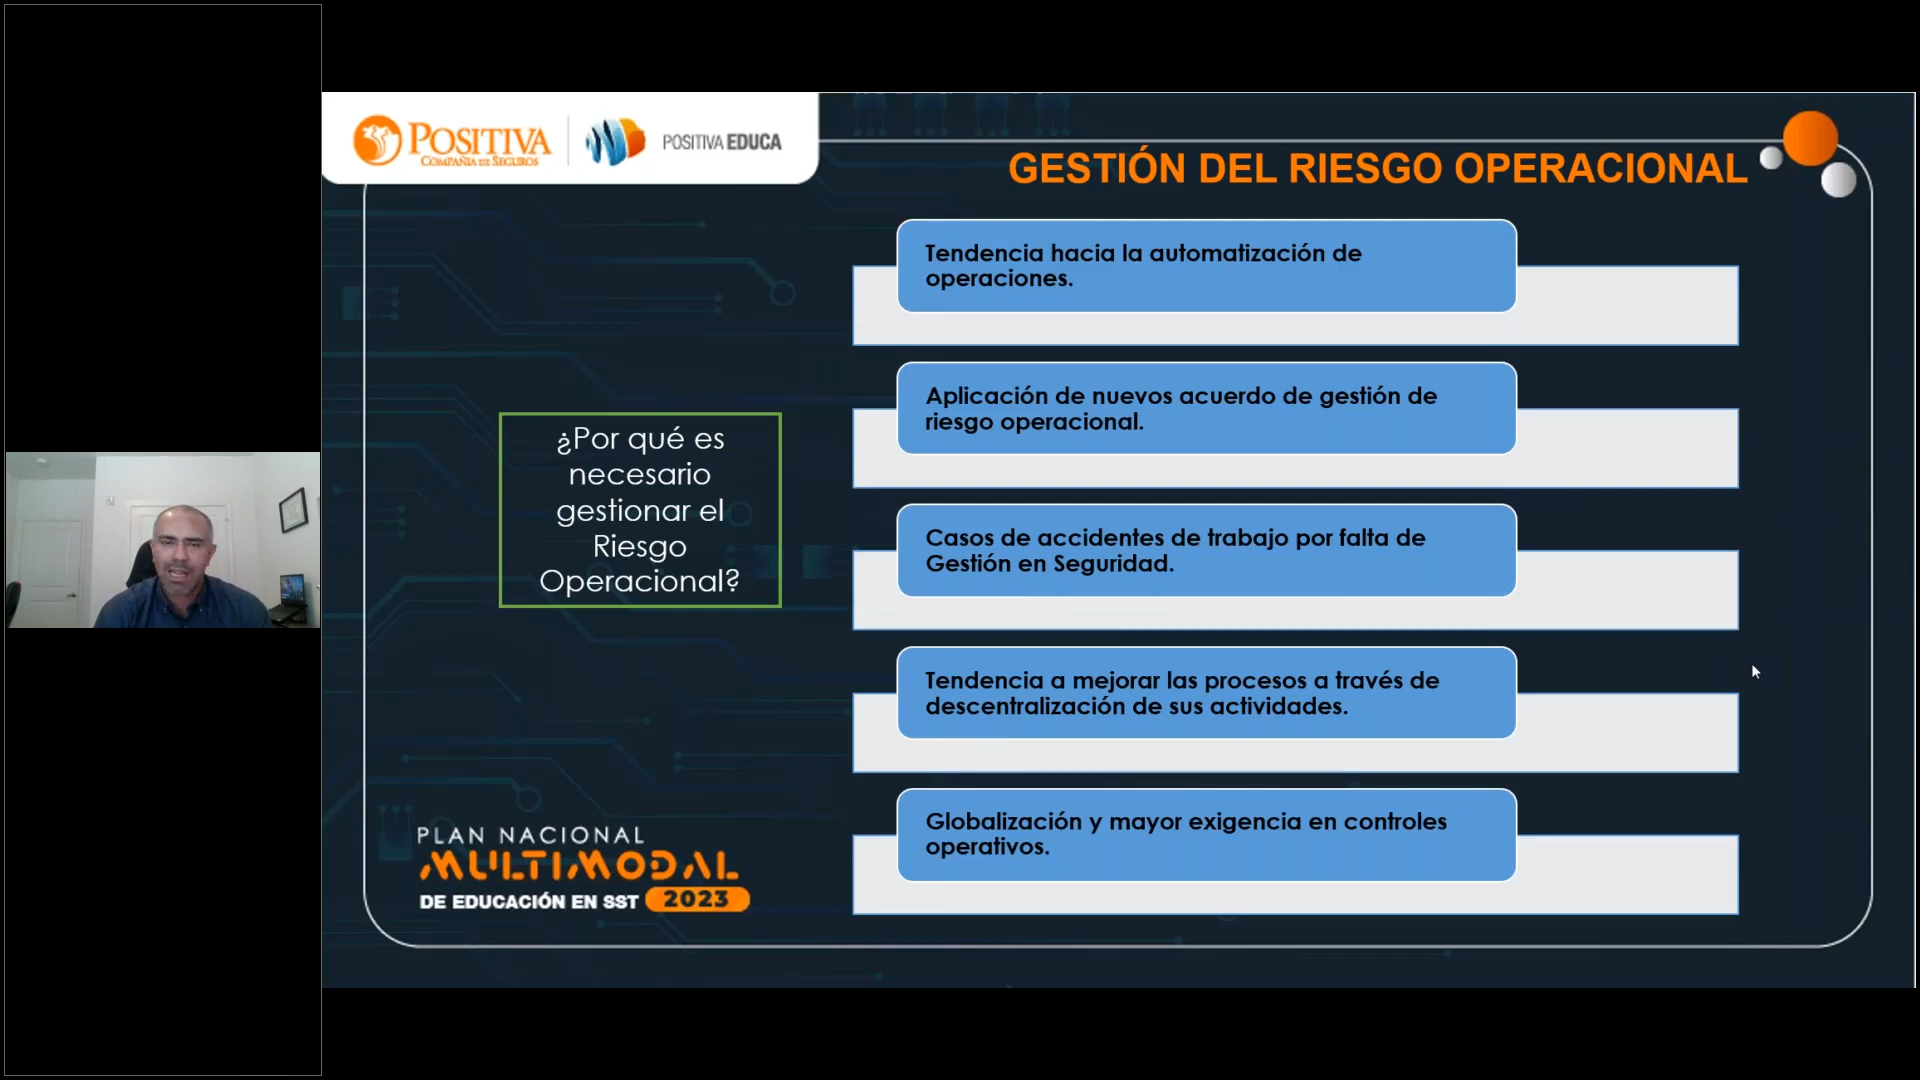 POSITIVA
COMPAÑIA DE SEGUROS
POSITIVA EDUCA
GESTIÓN DEL RIESGO OPERACIONAL
¿Por qué es
necesario
gestionar el
Riesgo
Operacional?
Tendencia hacia la automatización de
operaciones.
Aplicación de nuevos acuerdo de gestión de
riesgo operacional.
Casos de accidentes de trabajo por falta de
Gestión en Seguridad.
Tendencia a mejorar las procesos a través de
descentralización de sus actividades.
Globalización y mayor exigencia en controles
operativos.
PLAN NACIONAL
MULTIMODAL
DE EDUCACIÓN EN SST 2023